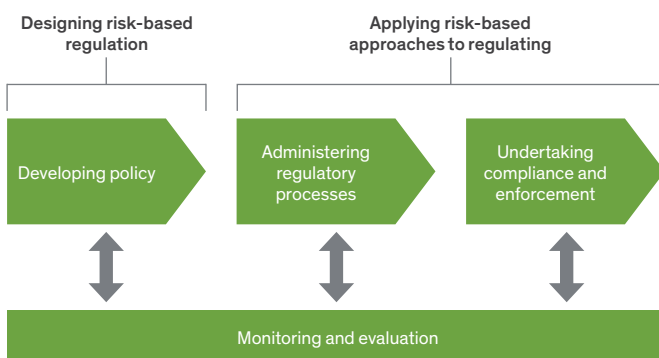 Designing risk-based
regulation
Applying risk-based
approaches to regulating
Developing policy
Administering
regulatory
processes
Undertaking
compliance and
enforcement
Monitoring and evaluation